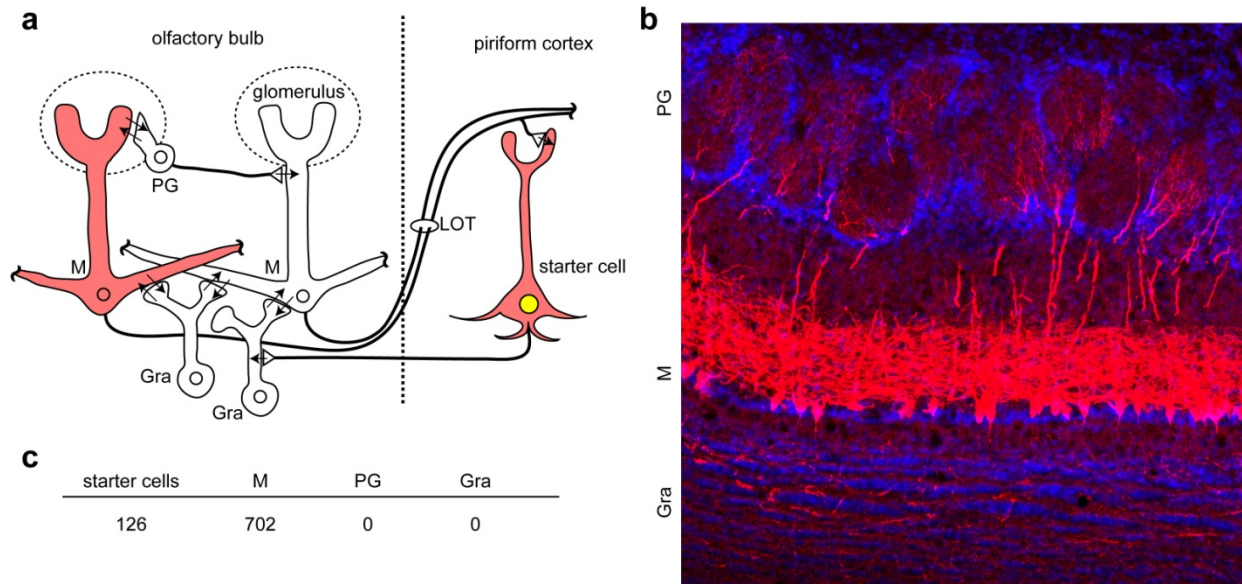 a
olfactory bulb
piriform cortex
glomerulus
PG
M
M
LOT
starter cell
Gra
Gra
b
PG
M
Gra
c
starter cells M PG Gra
126 702 0 0